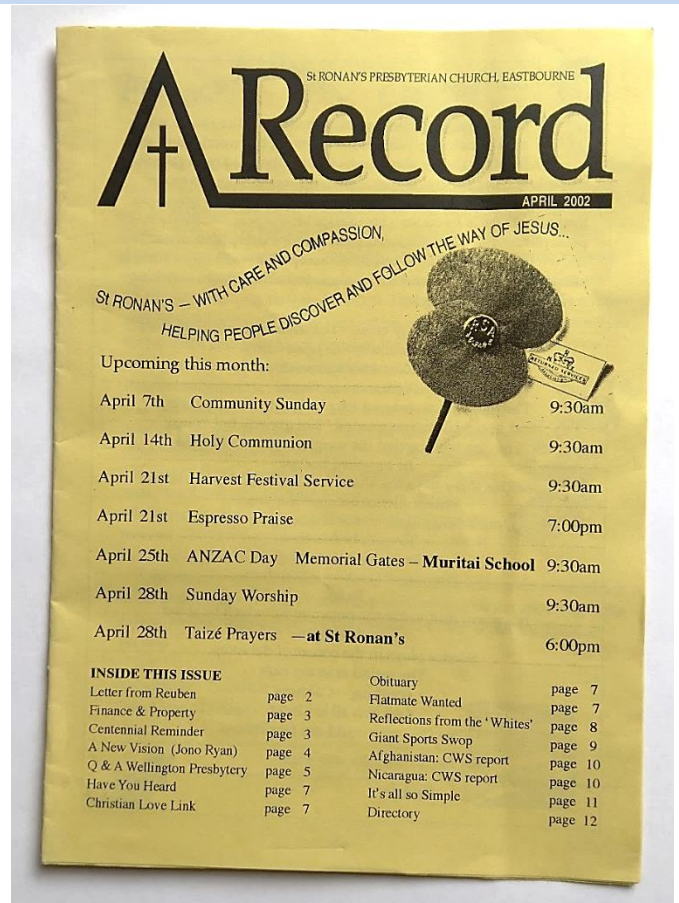 St RONAN'S PRESBYTERIAN CHURCH, EASTBOURNE
Record
APRIL 2002
St RONAN'S – WITH CARE AND COMPASSION,
HELPING PEOPLE DISCOVER AND FOLLOW THE WAY OF JESUS...
RSA
RETURNED SERVICES
Upcoming this month:
April 7th Community Sunday 9:30am
April 14th Holy Communion 9:30am
April 21st Harvest Festival Service 9:30am
April 21st Espresso Praise 7:00pm
April 25th ANZAC Day Memorial Gates – Muritai School 9:30am
April 28th Sunday Worship 9:30am
April 28th Taizé Prayers —at St Ronan's 6:00pm
INSIDE THIS ISSUE
Letter from Reuben page 2
Finance & Property page 3
Centennial Reminder page 3
A New Vision (Jono Ryan) page 4
Q & A Wellington Presbytery page 5
Have You Heard page 7
Christian Love Link page 7
Obituary page 7
Flatmate Wanted page 7
Reflections from the 'Whites' page 8
Giant Sports Swop page 9
Afghanistan: CWS report page 10
Nicaragua: CWS report page 10
It's all so Simple page 11
Directory page 12